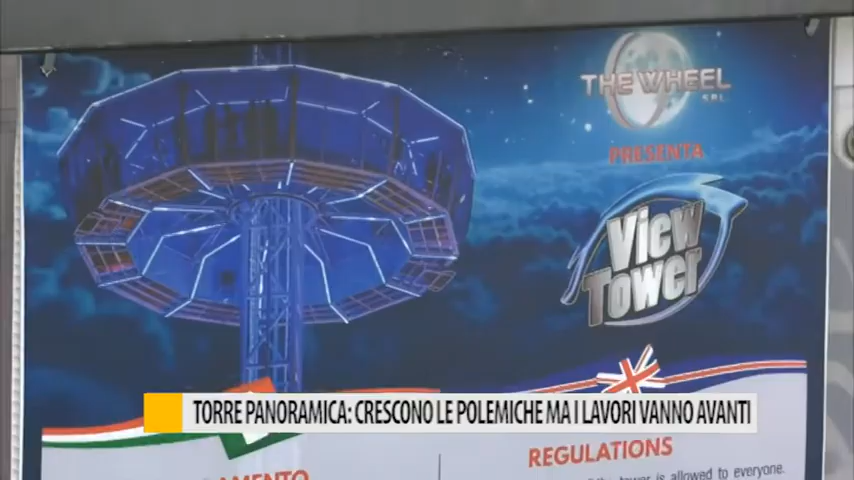 THE WHEEL
SRL
PRESENTA
View
Tower
TORRE PANORAMICA: CRESCONO LE POLEMICHE MA I LAVORI VANNO AVANTI
REGULATIONS
tower is allowed to everyone.